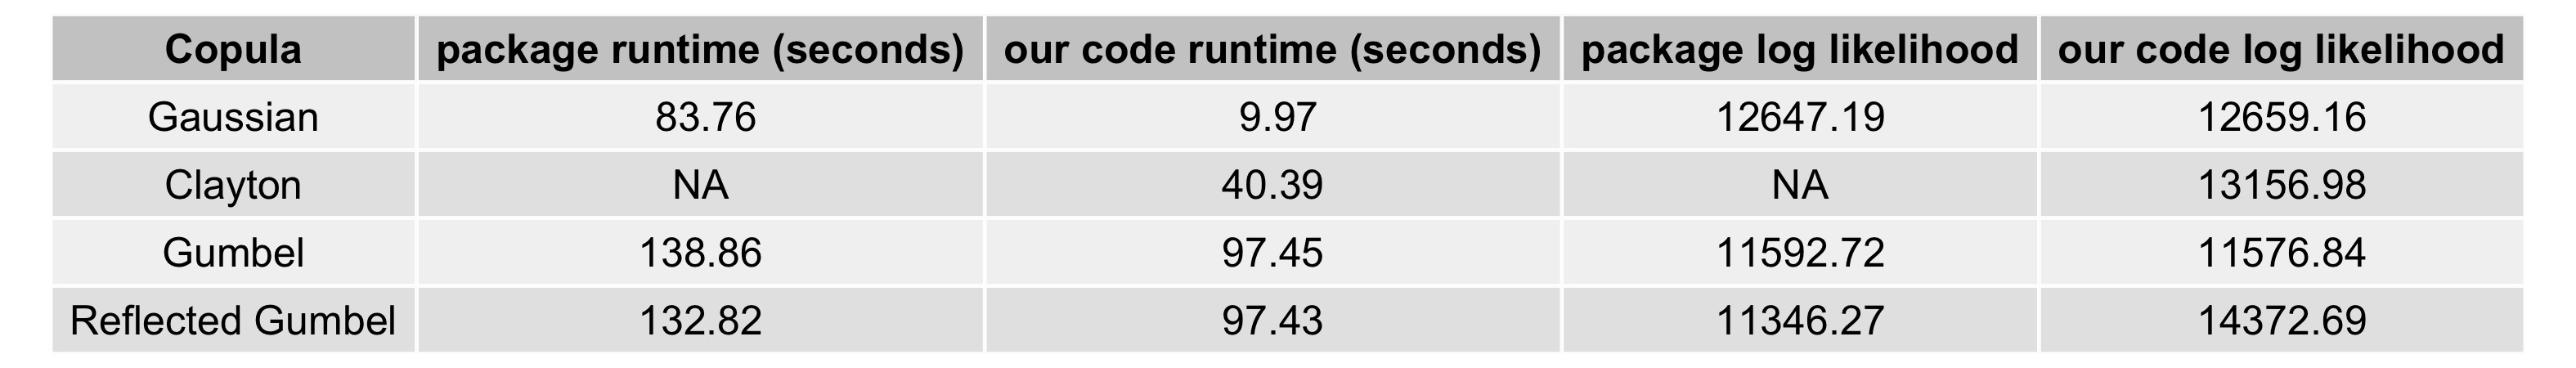 Copula package runtime (seconds) our code runtime (seconds) package log likelihood our code log likelihood
Gaussian 83.76 9.97 12647.19 12659.16
Clayton NA 40.39 NA 13156.98
Gumbel 138.86 97.45 11592.72 11576.84
Reflected Gumbel 132.82 97.43 11346.27 14372.69